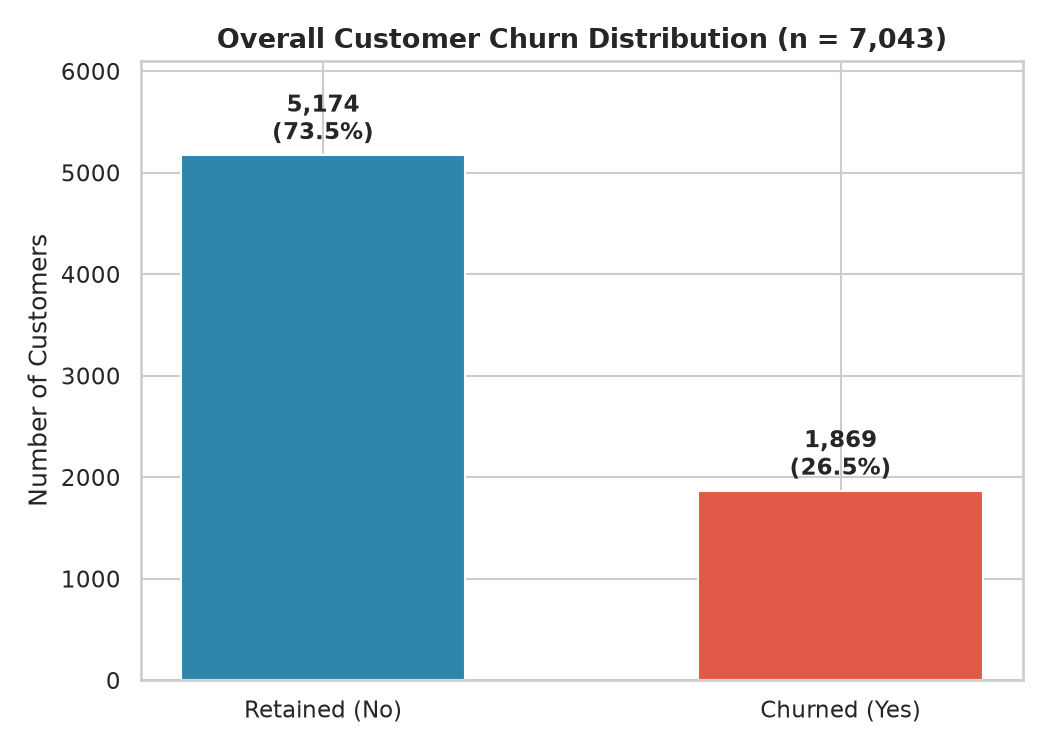 Overall Customer Churn Distribution (n = 7,043)
Number of Customers
6000
5000
4000
3000
2000
1000
0
5,174
(73.5%)
1,869
(26.5%)
Retained (No)
Churned (Yes)